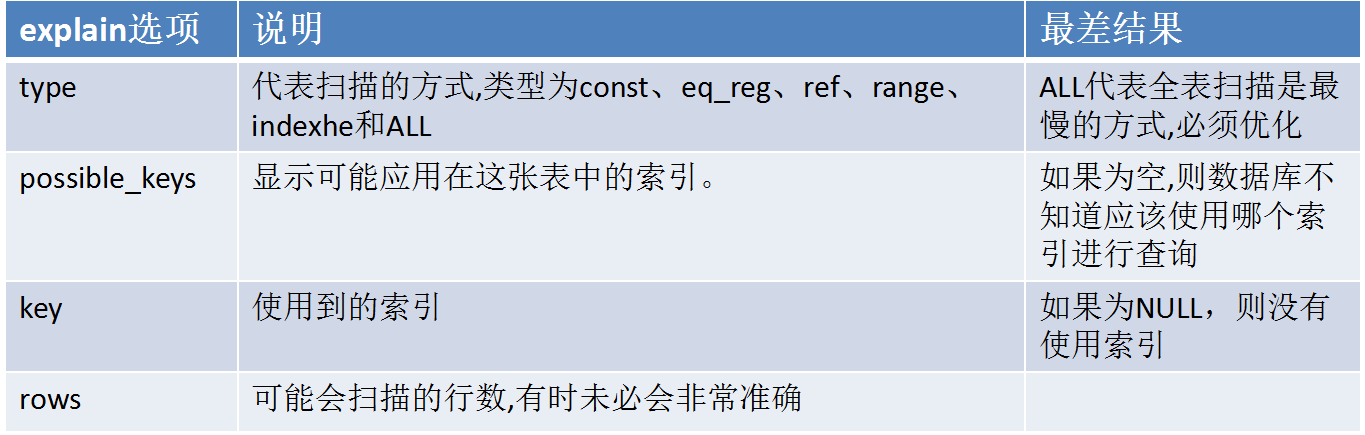 explain选项 说明 最差结果
type
代表扫描的方式,类型为const、eq_reg、ref、range、
indexhe和ALL
ALL代表全表扫描是最
慢的方式,必须优化
possible_keys
显示可能应用在这张表中的索引。
如果为空,则数据库不
知道应该使用哪个索
引进行查询
key
使用到的索引
如果为NULL，则没有
使用索引
rows
可能会扫描的行数,有时未必会非常准确